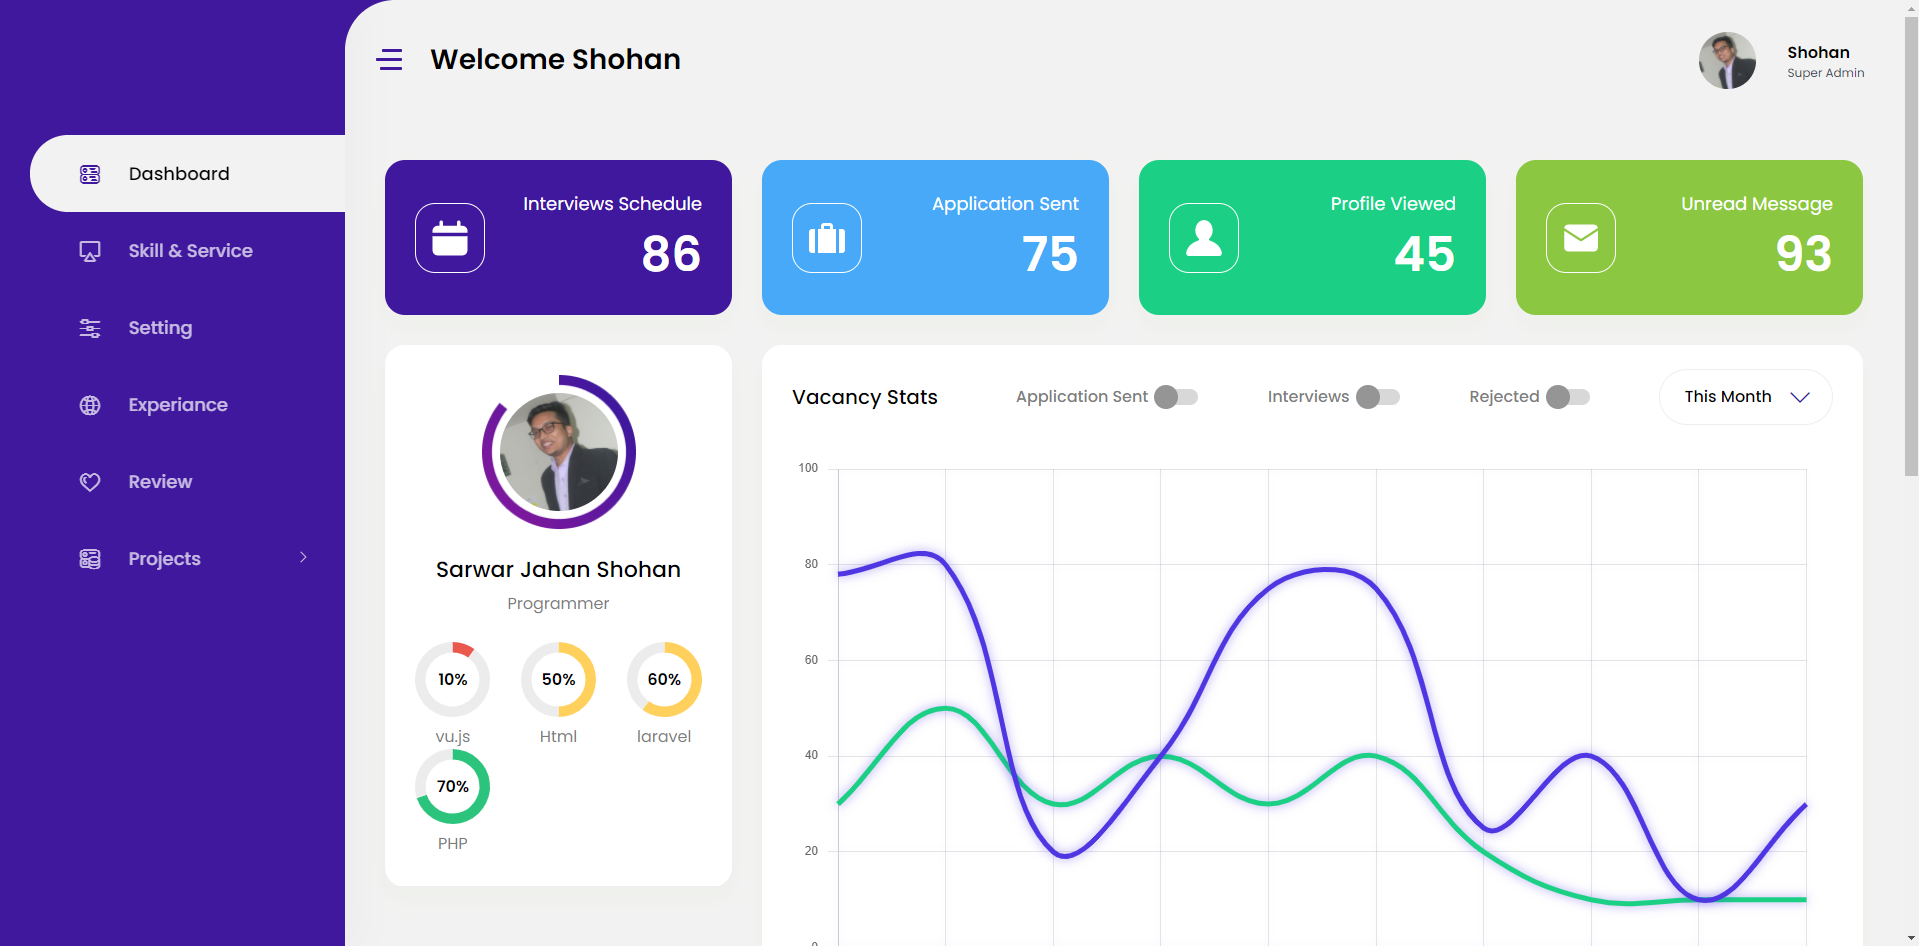 Welcome Shohan
Shohan
Super Admin
Dashboard
Skill & Service
Setting
Experiance
Review
Projects
Interviews Schedule
86
Application Sent
75
Profile Viewed
45
Unread Message
93
Sarwar Jahan Shohan
Programmer
10%
50%
60%
vu.js
Html
laravel
70%
PHP
Vacancy Stats
Application Sent
Interviews
Rejected
This Month
100
80
60
40
20
0